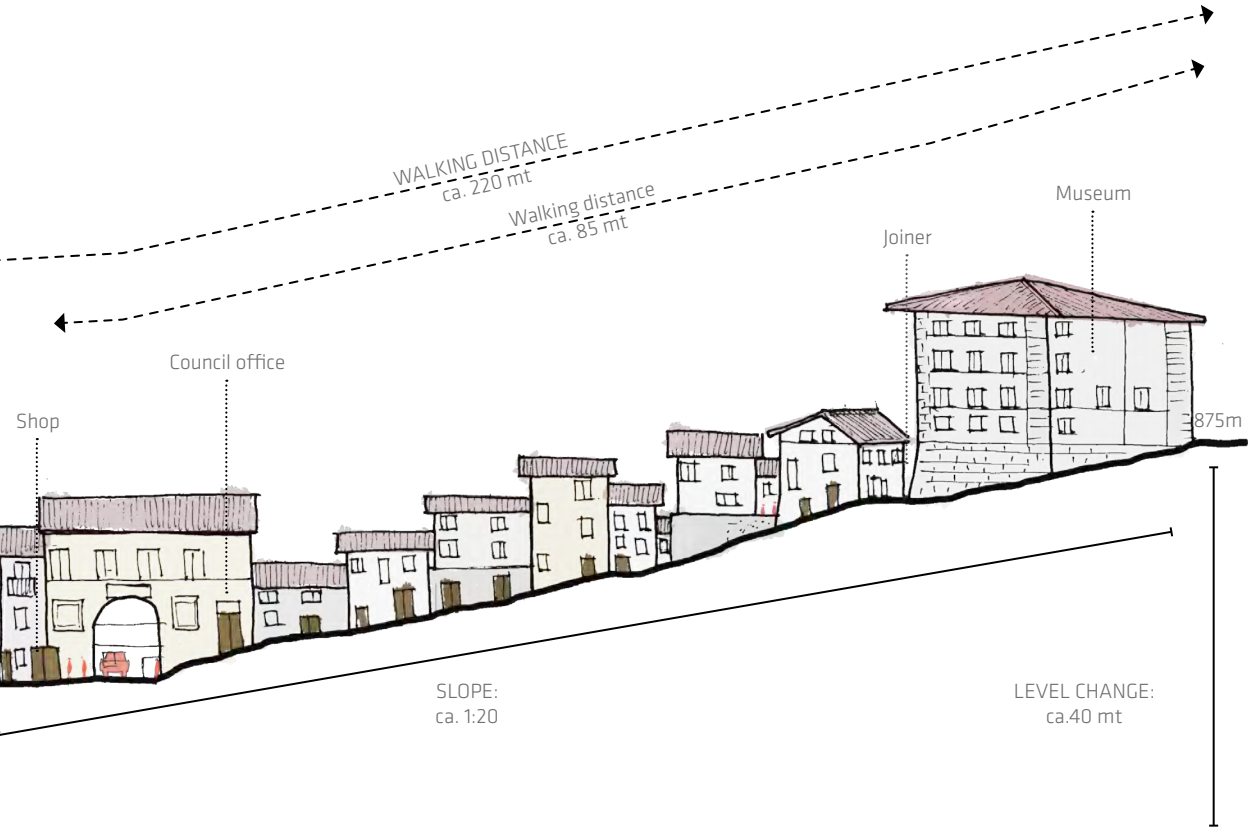 WALKING DISTANCE
ca. 220 mt
Walking distance
ca. 85 mt
Museum
Joiner
Council office
Shop
875m
SLOPE:
ca. 1:20
LEVEL CHANGE:
ca.40 mt